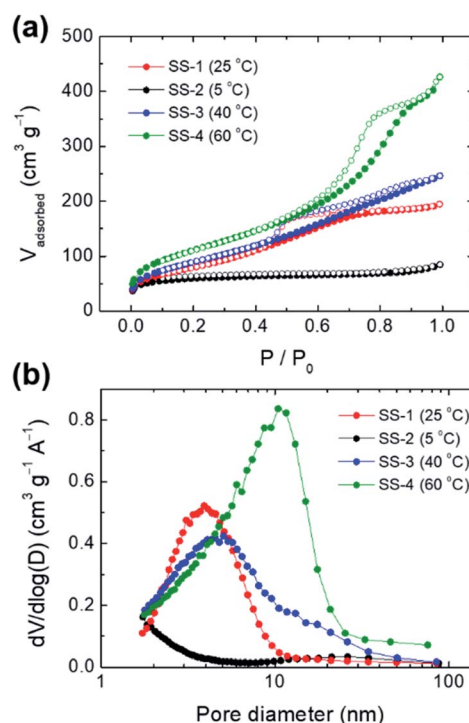 (a)
500
400
300
200
100
0
V adsorbed (cm³ g⁻¹)
SS-1 (25 °C)
SS-2 (5 °C)
SS-3 (40 °C)
SS-4 (60 °C)
0.0 0.2 0.4 0.6 0.8 1.0
P / P₀
(b)
0.8
0.6
0.4
0.2
0.0
dV/dlog(D) (cm³ g⁻¹ A⁻¹)
SS-1 (25 °C)
SS-2 (5 °C)
SS-3 (40 °C)
SS-4 (60 °C)
1 10 100
Pore diameter (nm)